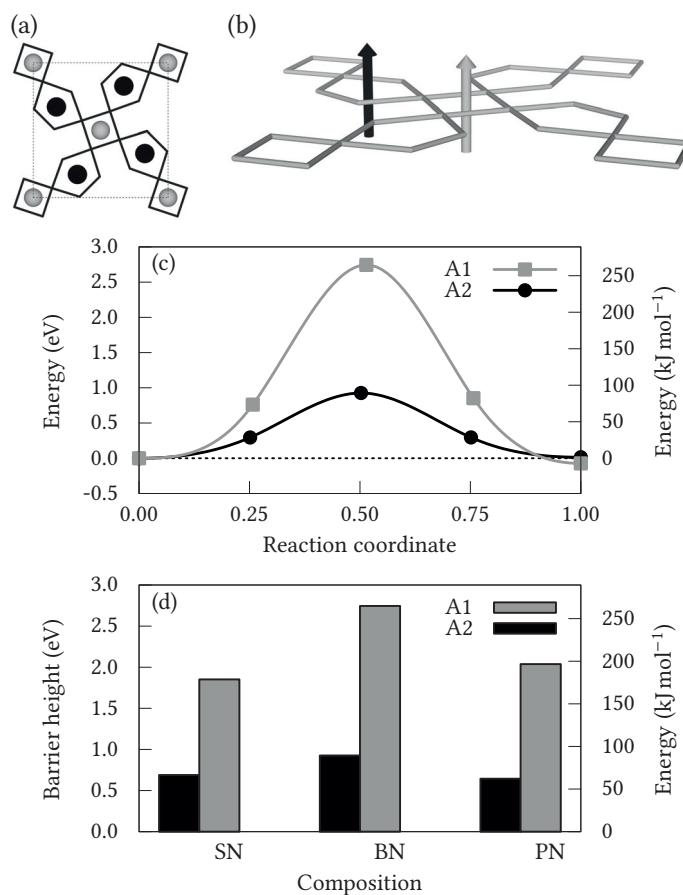 (a)
(b)
(c)
A1
A2
Energy (eV)
3.0
2.5
2.0
1.5
1.0
0.5
0.0
-0.5
250
200
150
100
50
0
Energy (kJ mol⁻¹)
0.00 0.25 0.50 0.75 1.00
Reaction coordinate
(d)
A1
A2
Barrier height (eV)
3.0
2.5
2.0
1.5
1.0
0.5
0.0
250
200
150
100
50
0
Energy (kJ mol⁻¹)
SN BN PN
Composition